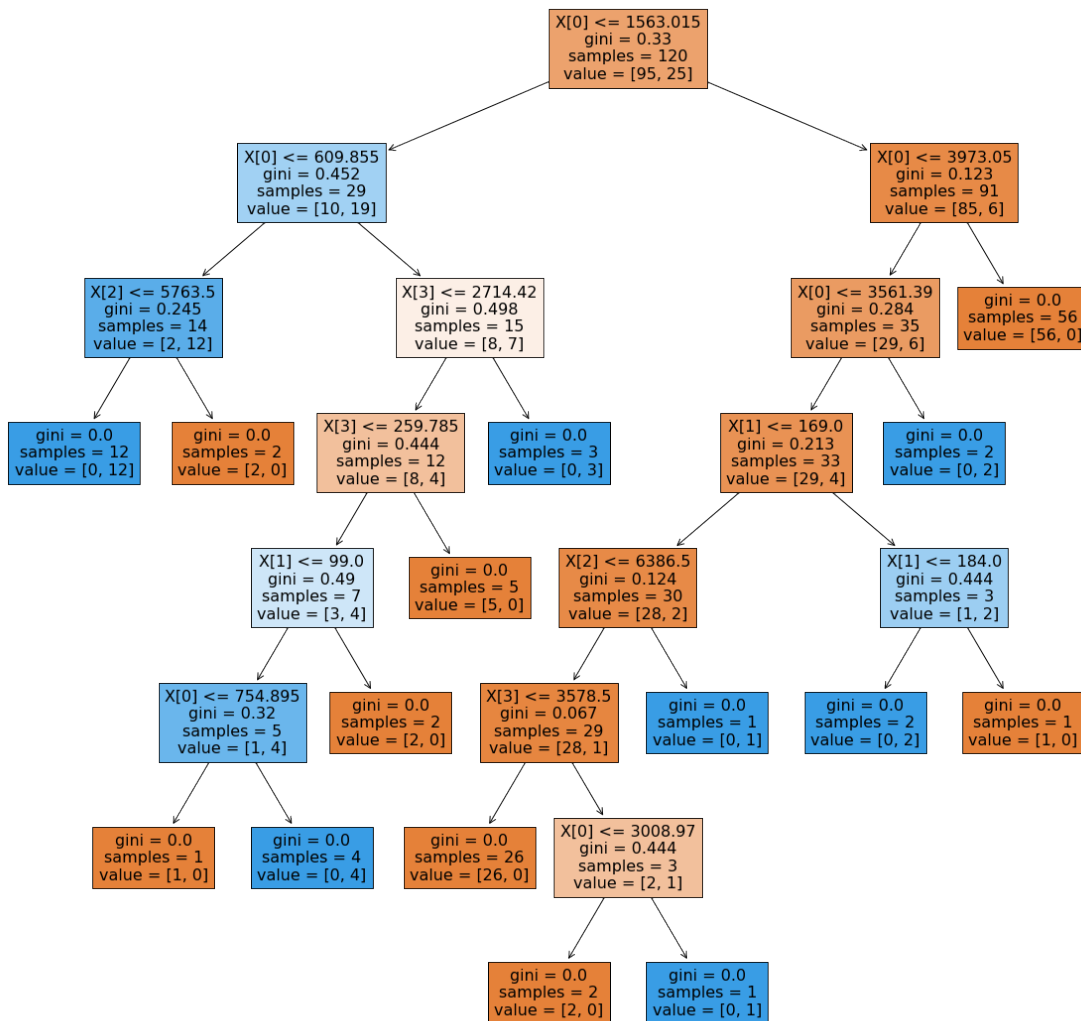 X[0] <= 1563.015
gini = 0.33
samples = 120
value = [95, 25]
X[0] <= 609.855
gini = 0.452
samples = 29
value = [10, 19]
X[0] <= 3973.05
gini = 0.123
samples = 91
value = [85, 6]
X[2] <= 5763.5
gini = 0.245
samples = 14
value = [2, 12]
X[3] <= 2714.42
gini = 0.498
samples = 15
value = [8, 7]
X[0] <= 3561.39
gini = 0.284
samples = 35
value = [29, 6]
gini = 0.0
samples = 56
value = [56, 0]
gini = 0.0
samples = 12
value = [0, 12]
gini = 0.0
samples = 2
value = [2, 0]
X[3] <= 259.785
gini = 0.444
samples = 12
value = [8, 4]
gini = 0.0
samples = 3
value = [0, 3]
X[1] <= 169.0
gini = 0.213
samples = 33
value = [29, 4]
gini = 0.0
samples = 2
value = [0, 2]
X[1] <= 99.0
gini = 0.49
samples = 7
value = [3, 4]
gini = 0.0
samples = 5
value = [5, 0]
X[2] <= 6386.5
gini = 0.124
samples = 30
value = [28, 2]
X[1] <= 184.0
gini = 0.444
samples = 3
value = [1, 2]
X[0] <= 754.895
gini = 0.32
samples = 5
value = [1, 4]
gini = 0.0
samples = 2
value = [2, 0]
X[3] <= 3578.5
gini = 0.067
samples = 29
value = [28, 1]
gini = 0.0
samples = 1
value = [0, 1]
gini = 0.0
samples = 2
value = [0, 2]
gini = 0.0
samples = 1
value = [1, 0]
gini = 0.0
samples = 1
value = [1, 0]
gini = 0.0
samples = 4
value = [0, 4]
gini = 0.0
samples = 26
value = [26, 0]
X[0] <= 3008.97
gini = 0.444
samples = 3
value = [2, 1]
gini = 0.0
samples = 2
value = [2, 0]
gini = 0.0
samples = 1
value = [0, 1]